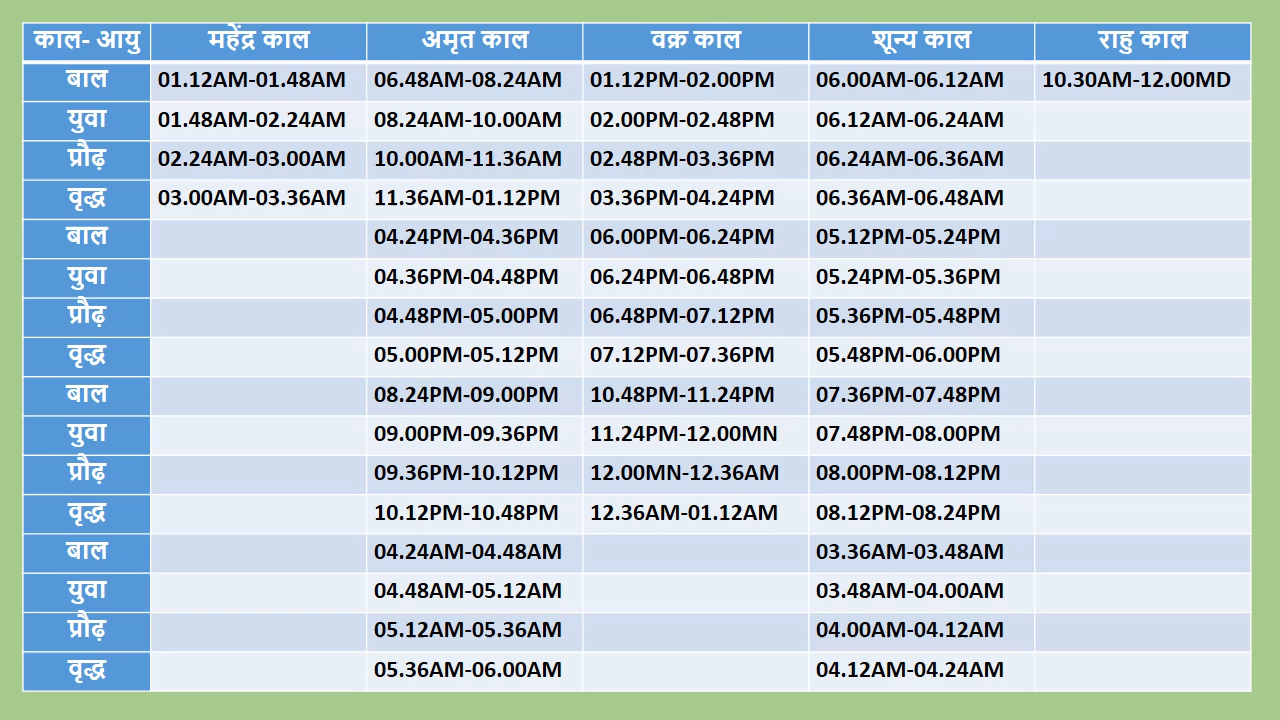 काल- आयु महेंद्र काल अमृत काल वक्र काल शून्य काल राहु काल
बाल 01.12AM-01.48AM 06.48AM-08.24AM 01.12PM-02.00PM 06.00AM-06.12AM 10.30AM-12.00MD
युवा 01.48AM-02.24AM 08.24AM-10.00AM 02.00PM-02.48PM 06.12AM-06.24AM
प्रौढ़ 02.24AM-03.00AM 10.00AM-11.36AM 02.48PM-03.36PM 06.24AM-06.36AM
वृद्ध 03.00AM-03.36AM 11.36AM-01.12PM 03.36PM-04.24PM 06.36AM-06.48AM
बाल 04.24PM-04.36PM 06.00PM-06.24PM 05.12PM-05.24PM
युवा 04.36PM-04.48PM 06.24PM-06.48PM 05.24PM-05.36PM
प्रौढ़ 04.48PM-05.00PM 06.48PM-07.12PM 05.36PM-05.48PM
वृद्ध 05.00PM-05.12PM 07.12PM-07.36PM 05.48PM-06.00PM
बाल 08.24PM-09.00PM 10.48PM-11.24PM 07.36PM-07.48PM
युवा 09.00PM-09.36PM 11.24PM-12.00MN 07.48PM-08.00PM
प्रौढ़ 09.36PM-10.12PM 12.00MN-12.36AM 08.00PM-08.12PM
वृद्ध 10.12PM-10.48PM 12.36AM-01.12AM 08.12PM-08.24PM
बाल 04.24AM-04.48AM 03.36AM-03.48AM
युवा 04.48AM-05.12AM 03.48AM-04.00AM
प्रौढ़ 05.12AM-05.36AM 04.00AM-04.12AM
वृद्ध 05.36AM-06.00AM 04.12AM-04.24AM